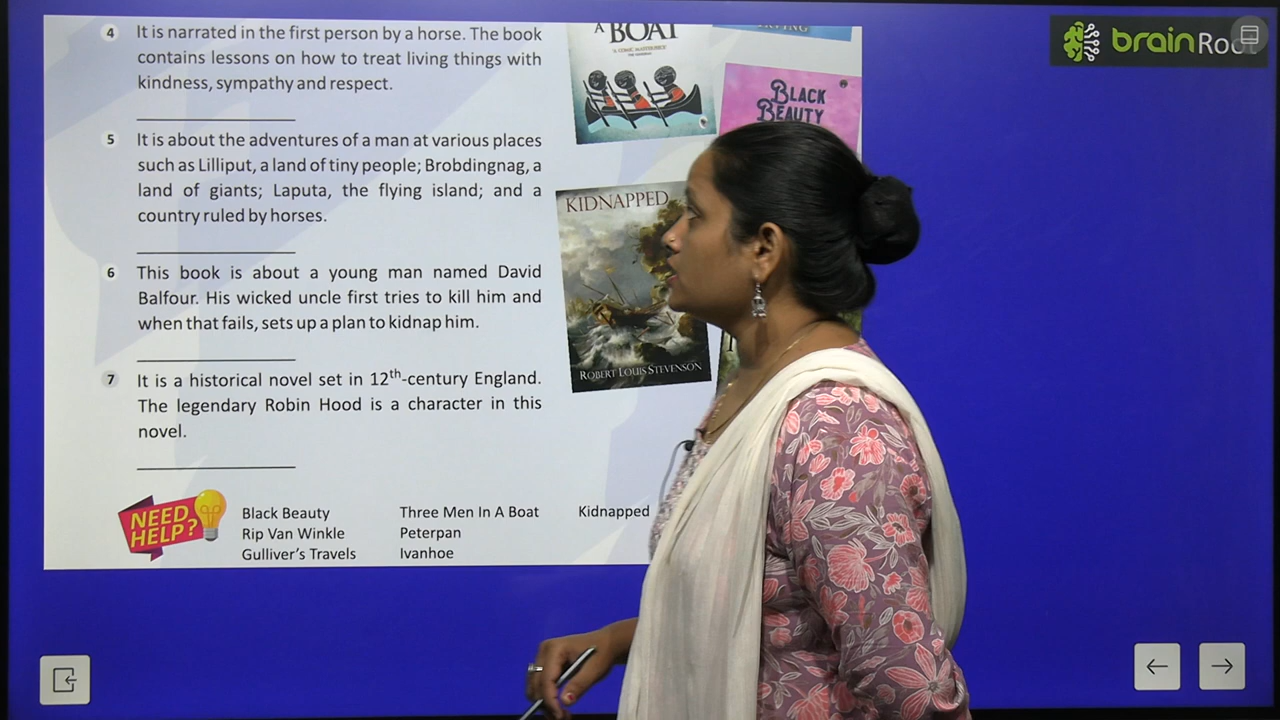 4 It is narrated in the first person by a horse. The book
contains lessons on how to treat living things with
kindness, sympathy and respect.
5 It is about the adventures of a man at various places
such as Lilliput, a land of tiny people; Brobdingnag, a
land of giants; Laputa, the flying island; and a
country ruled by horses.
6 This book is about a young man named David
Balfour. His wicked uncle first tries to kill him and
when that fails, sets up a plan to kidnap him.
7 It is a historical novel set in 12th-century England.
The legendary Robin Hood is a character in this
novel.
NEED
HELP?
Black Beauty Three Men In A Boat Kidnapped
Rip Van Winkle Peterpan
Gulliver's Travels Ivanhoe
A
BOAT
BLACK
BEAUTY
KIDNAPPED
ROBERT LOUIS STEVENSON
brain